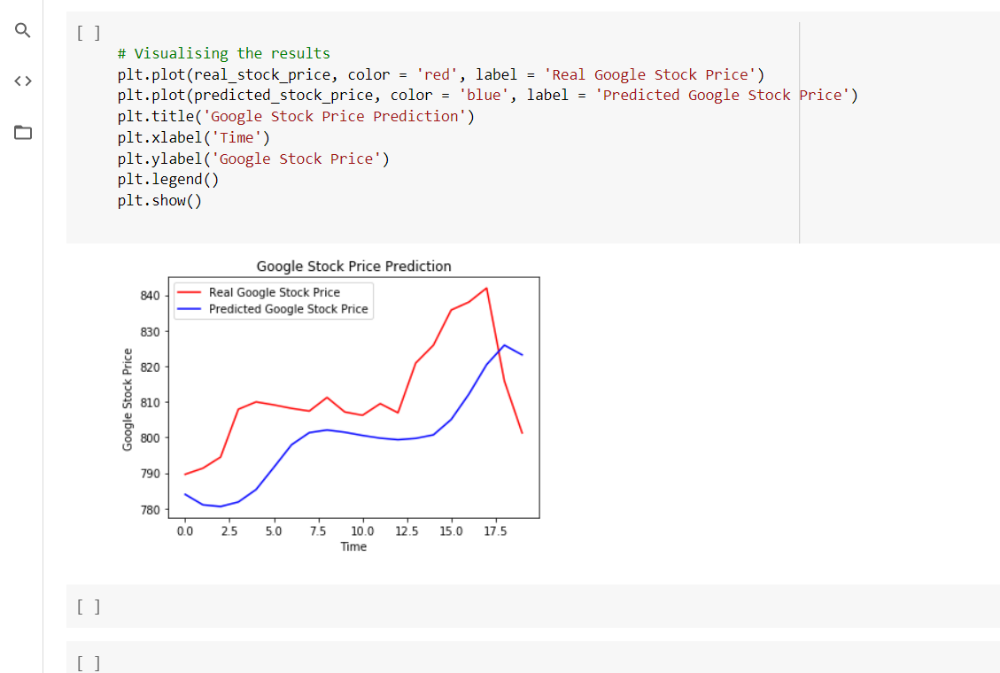 [ ]
# Visualising the results
plt.plot(real_stock_price, color = 'red', label = 'Real Google Stock Price')
plt.plot(predicted_stock_price, color = 'blue', label = 'Predicted Google Stock Price')
plt.title('Google Stock Price Prediction')
plt.xlabel('Time')
plt.ylabel('Google Stock Price')
plt.legend()
plt.show()
Google Stock Price Prediction
Real Google Stock Price
Predicted Google Stock Price
Google Stock Price
840
830
820
810
800
790
780
0.0 2.5 5.0 7.5 10.0 12.5 15.0 17.5
Time
[ ]
[ ]